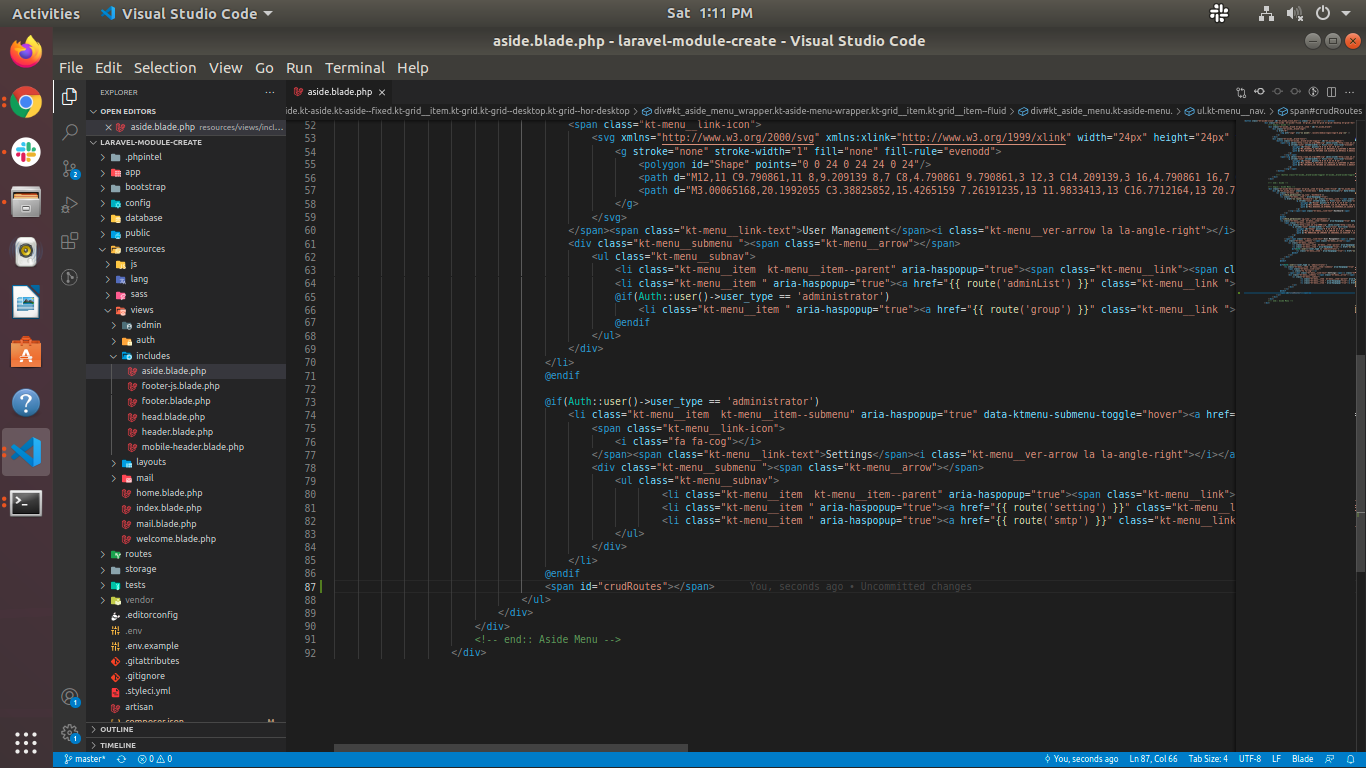 Activities
Visual Studio Code
Sat 1:11 PM
aside.blade.php - laravel-module-create - Visual Studio Code
File Edit Selection View Go Run Terminal Help
EXPLORER
OPEN EDITORS
aside.blade.php resources/views/incl...
LARAVEL-MODULE-CREATE
.phpintel
app
bootstrap
config
database
public
resources
js
lang
sass
views
admin
auth
includes
aside.blade.php
footer-js.blade.php
footer.blade.php
head.blade.php
header.blade.php
mobile-header.blade.php
layouts
mail
home.blade.php
index.blade.php
mail.blade.php
welcome.blade.php
routes
storage
tests
vendor
.editorconfig
.env
.env.example
.gitattributes
.gitignore
.styleci.yml
artisan
composer.json M
OUTLINE
TIMELINE
2
1
1
aside.blade.php
ide.kt-aside.kt-aside--fixed.kt-grid__item.kt-grid.kt-grid--desktop.kt-grid--hor-desktop > div#kt_aside_menu_wrapper.kt-aside-menu-wrapper.kt-grid__item.kt-grid__item--fluid > div#kt_aside_menu.kt-aside-menu. > ul.kt-menu__nav. > span#crudRoutes
52 <span class="kt-menu__link-icon">
53 <svg xmlns="http://www.w3.org/2000/svg" xmlns:xlink="http://www.w3.org/1999/xlink" width="24px" height="24px"
54 <g stroke="none" stroke-width="1" fill="none" fill-rule="evenodd">
55 <polygon id="Shape" points="0 0 24 0 24 24 0 24"/>
56 <path d="M12,11 C9.790861,11 8,9.209139 8,7 C8,4.790861 9.790861,3 12,3 C14.209139,3 16,4.790861 16,7
57 <path d="M3.00065168,20.1992055 C3.38825852,15.4265159 7.26191235,13 11.9833413,13 C16.7712164,13 20.7
58 </g>
59 </svg>
60 </span><span class="kt-menu__link-text">User Management</span><i class="kt-menu__ver-arrow la la-angle-right"></i>
61 <div class="kt-menu__submenu "><span class="kt-menu__arrow"></span>
62 <ul class="kt-menu__subnav">
63 <li class="kt-menu__item  kt-menu__item--parent" aria-haspopup="true"><span class="kt-menu__link"><span cl
64 <li class="kt-menu__item " aria-haspopup="true"><a href="{{ route('adminList') }}" class="kt-menu__link ">
65 @if(Auth::user()->user_type == 'administrator')
66 <li class="kt-menu__item " aria-haspopup="true"><a href="{{ route('group') }}" class="kt-menu__link ">
67 @endif
68 </ul>
69 </div>
70 </li>
71 @endif
72
73 @if(Auth::user()->user_type == 'administrator')
74 <li class="kt-menu__item  kt-menu__item--submenu" aria-haspopup="true" data-ktmenu-submenu-toggle="hover"><a href=
75 <span class="kt-menu__link-icon">
76 <i class="fa fa-cog"></i>
77 </span><span class="kt-menu__link-text">Settings</span><i class="kt-menu__ver-arrow la la-angle-right"></i></a
78 <div class="kt-menu__submenu "><span class="kt-menu__arrow"></span>
79 <ul class="kt-menu__subnav">
80 <li class="kt-menu__item  kt-menu__item--parent" aria-haspopup="true"><span class="kt-menu__link">
81 <li class="kt-menu__item " aria-haspopup="true"><a href="{{ route('setting') }}" class="kt-menu__l
82 <li class="kt-menu__item " aria-haspopup="true"><a href="{{ route('smtp') }}" class="kt-menu__link
83 </ul>
84 </div>
85 </li>
86 @endif
87 <span id="crudRoutes"></span> You, seconds ago • Uncommitted changes
88 </ul>
89 </div>
90 </div>
91 <!-- end:: Aside Menu -->
92 </div>
master* 0 0 You, seconds ago Ln 87, Col 66 Tab Size: 4 UTF-8 LF Blade